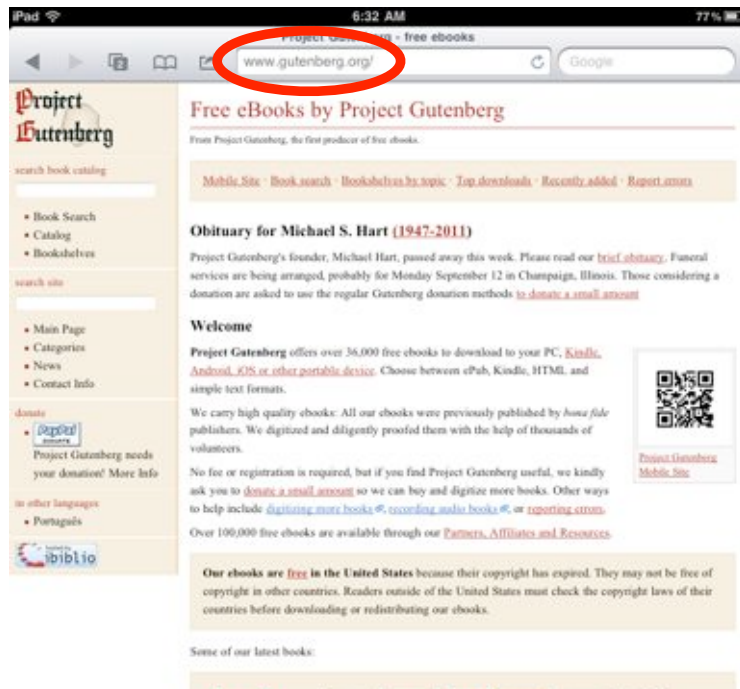 iPad 6:32 AM 77%
Project Gutenberg - free ebooks
www.gutenberg.org/ Google
Project
Gutenberg
search book catalog
• Book Search
• Catalog
• Bookshelves
search site
• Main Page
• Categories
• News
• Contact Info
donate
• PayPal
DONATE
Project Gutenberg needs
your donation! More Info
in other languages
• Português
hosted by
ibiblio
Free eBooks by Project Gutenberg
From Project Gutenberg, the first producer of free ebooks.
Mobile Site · Book search · Bookshelves by topic · Top downloads · Recently added · Report errors
Obituary for Michael S. Hart (1947-2011)
Project Gutenberg's founder, Michael Hart, passed away this week. Please read our brief obituary. Funeral
services are being arranged, probably for Monday September 12 in Champaign, Illinois. Those considering a
donation are asked to use the regular Gutenberg donation methods to donate a small amount
Welcome
Project Gutenberg offers over 36,000 free ebooks to download to your PC, Kindle,
Android, iOS or other portable device. Choose between ePub, Kindle, HTML and
simple text formats.
We carry high quality ebooks: All our ebooks were previously published by bona fide
publishers. We digitized and diligently proofed them with the help of thousands of
volunteers.
No fee or registration is required, but if you find Project Gutenberg useful, we kindly
ask you to donate a small amount so we can buy and digitize more books. Other ways
to help include digitizing more books, recording audio books, or reporting errors.
Over 100,000 free ebooks are available through our Partners, Affiliates and Resources.
Project Gutenberg
Mobile Site
Our ebooks are free in the United States because their copyright has expired. They may not be free of
copyright in other countries. Readers outside of the United States must check the copyright laws of their
countries before downloading or redistributing our ebooks.
Some of our latest books: